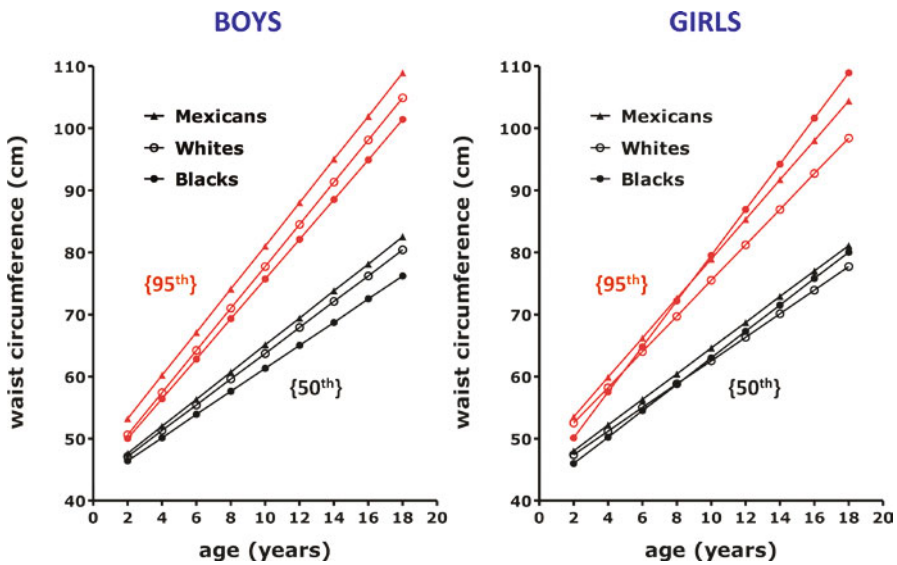 BOYS
GIRLS
110
100
90
80
70
60
50
40
waist circumference (cm)
Mexicans
Whites
Blacks
{95th}
{50th}
0 2 4 6 8 10 12 14 16 18 20
age (years)
110
100
90
80
70
60
50
40
waist circumference (cm)
Mexicans
Whites
Blacks
{95th}
{50th}
0 2 4 6 8 10 12 14 16 18 20
age (years)